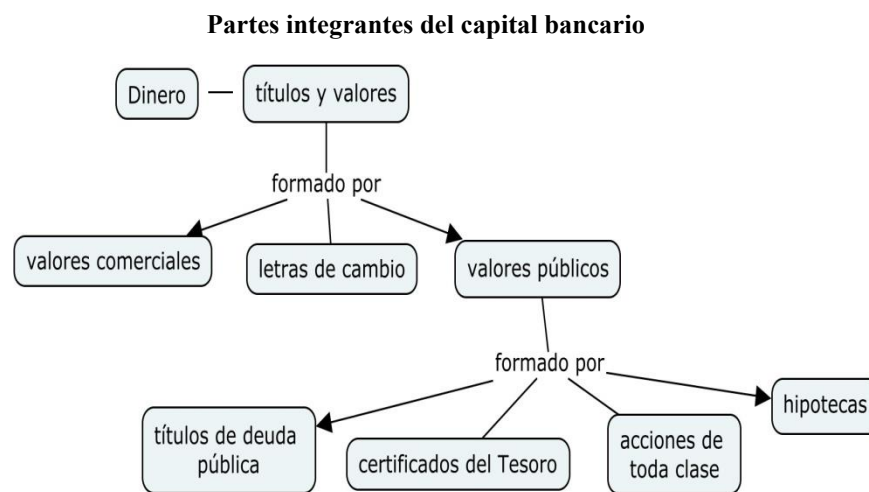 Partes integrantes del capital bancario
Dinero
títulos y valores
formado por
valores comerciales
letras de cambio
valores públicos
formado por
títulos de deuda
pública
certificados del Tesoro
acciones de
toda clase
hipotecas